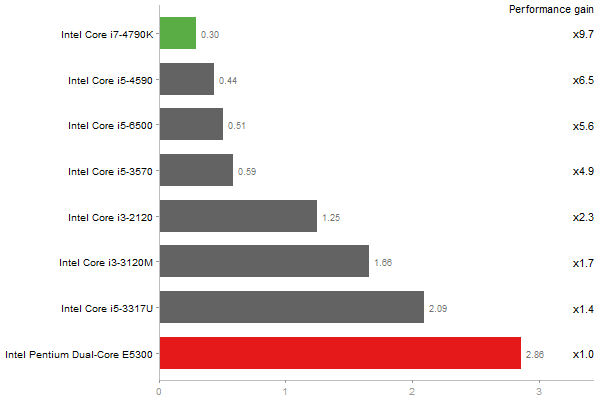 Performance gain
Intel Core i7-4790K 0.30 x9.7
Intel Core i5-4590 0.44 x6.5
Intel Core i5-6500 0.51 x5.6
Intel Core i5-3570 0.59 x4.9
Intel Core i3-2120 1.25 x2.3
Intel Core i3-3120M 1.66 x1.7
Intel Core i5-3317U 2.09 x1.4
Intel Pentium Dual-Core E5300 2.86 x1.0
0 1 2 3